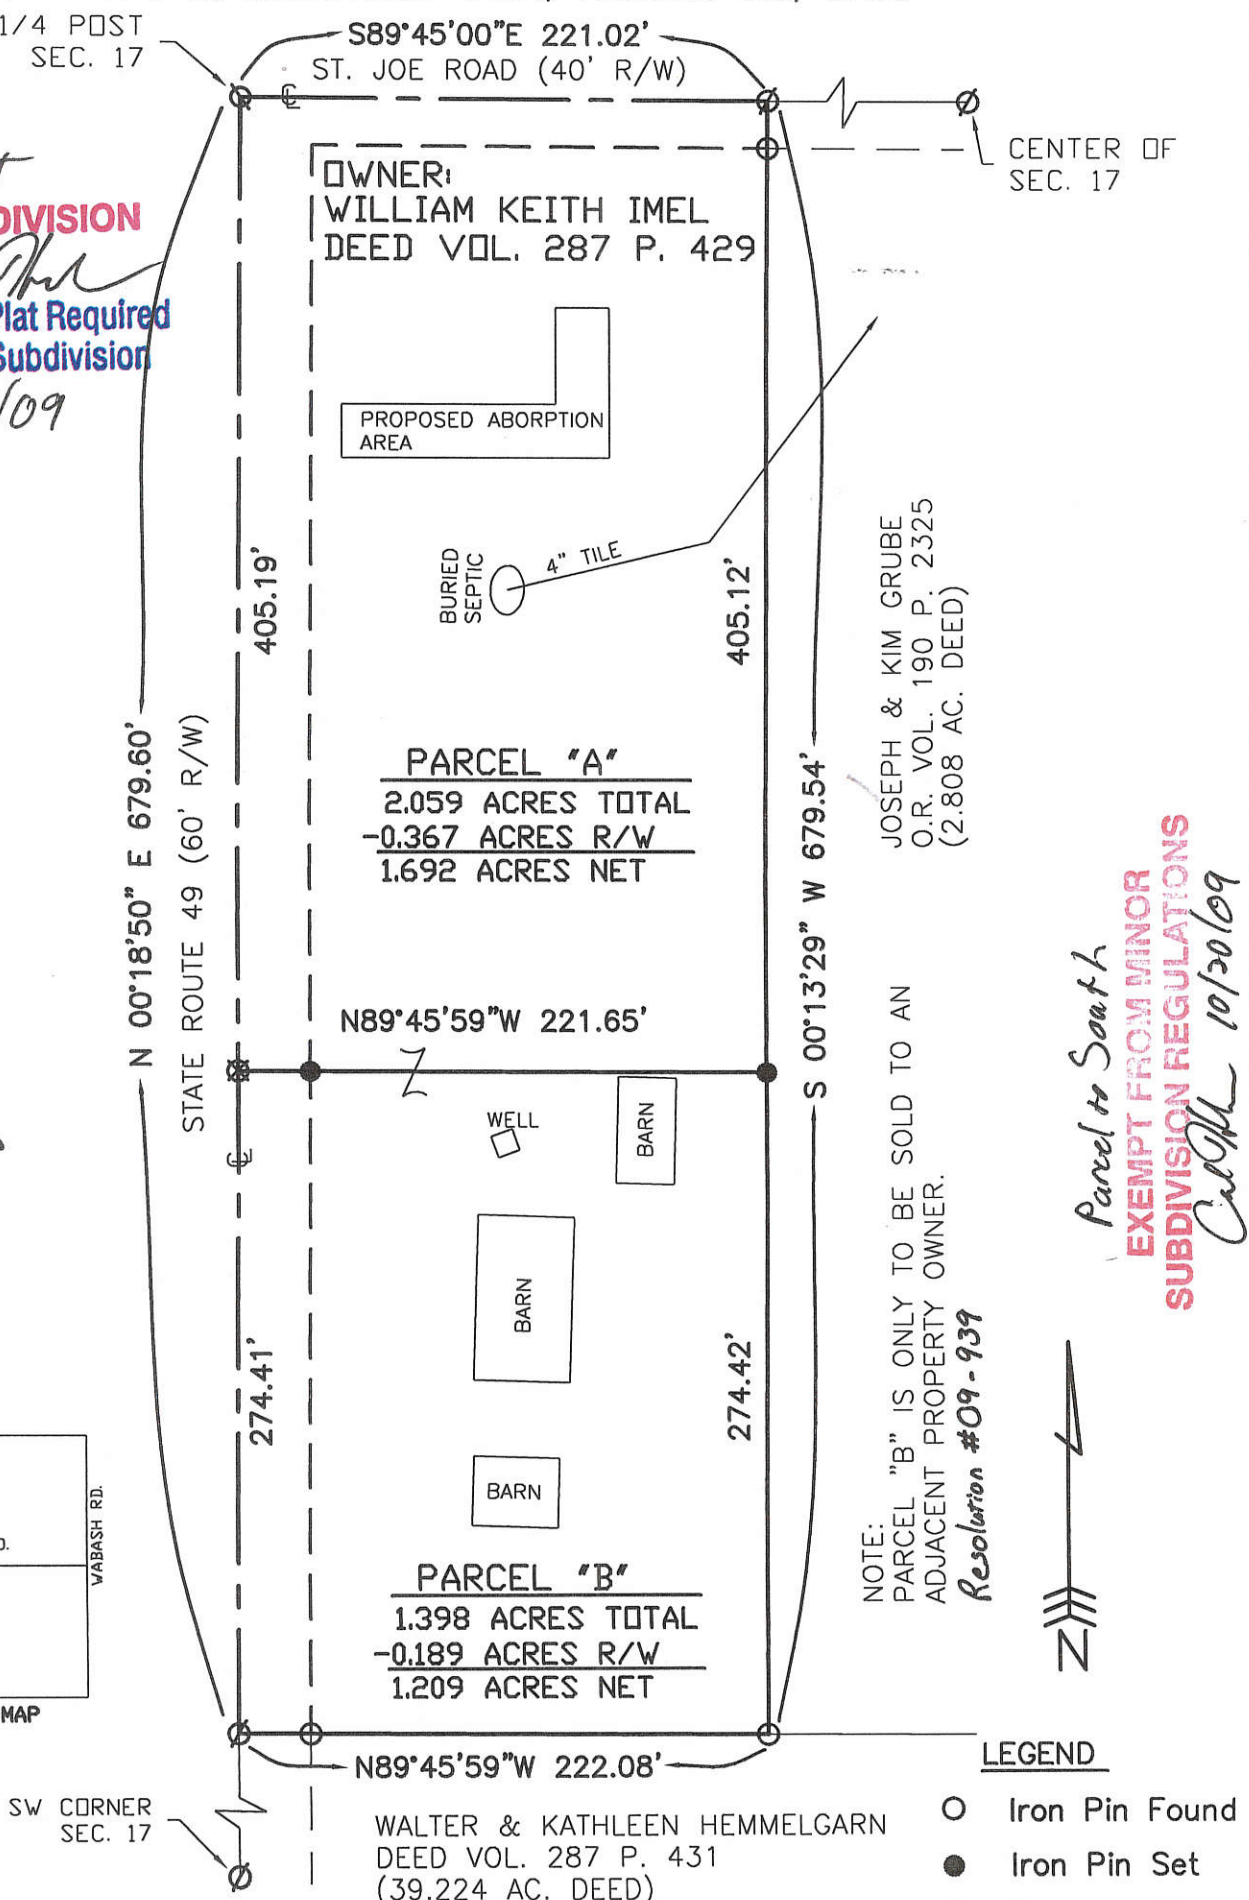 1/4 POST
SEC. 17
S89°45'00"E 221.02'
ST. JOE ROAD (40' R/W)
CENTER OF
SEC. 17
OWNER:
WILLIAM KEITH IMEL
DEED VOL. 287 P. 429
DIVISION
Plat Required
Subdivision
/09
PROPOSED ABORPTION
AREA
BURIED
SEPTIC
4" TILE
405.19'
405.12'
JOSEPH & KIM GRUBE
O.R. VOL. 190 P. 2325
(2.808 AC. DEED)
N 00°18'50" E 679.60'
STATE ROUTE 49 (60' R/W)
PARCEL "A"
2.059 ACRES TOTAL
-0.367 ACRES R/W
1.692 ACRES NET
S 00°13'29" W 679.54'
Parcel to South
EXEMPT FROM MINOR
SUBDIVISION REGULATIONS
10/20/09
N89°45'59"W 221.65'
WELL
BARN
BARN
BARN
274.41'
274.42'
NOTE:
PARCEL "B" IS ONLY TO BE SOLD TO AN
ADJACENT PROPERTY OWNER.
Resolution #09-939
WABASH RD.
D.
MAP
PARCEL "B"
1.398 ACRES TOTAL
-0.189 ACRES R/W
1.209 ACRES NET
N
N89°45'59"W 222.08'
SW CORNER
SEC. 17
WALTER & KATHLEEN HEMMELGARN
DEED VOL. 287 P. 431
(39.224 AC. DEED)
LEGEND
Iron Pin Found
Iron Pin Set